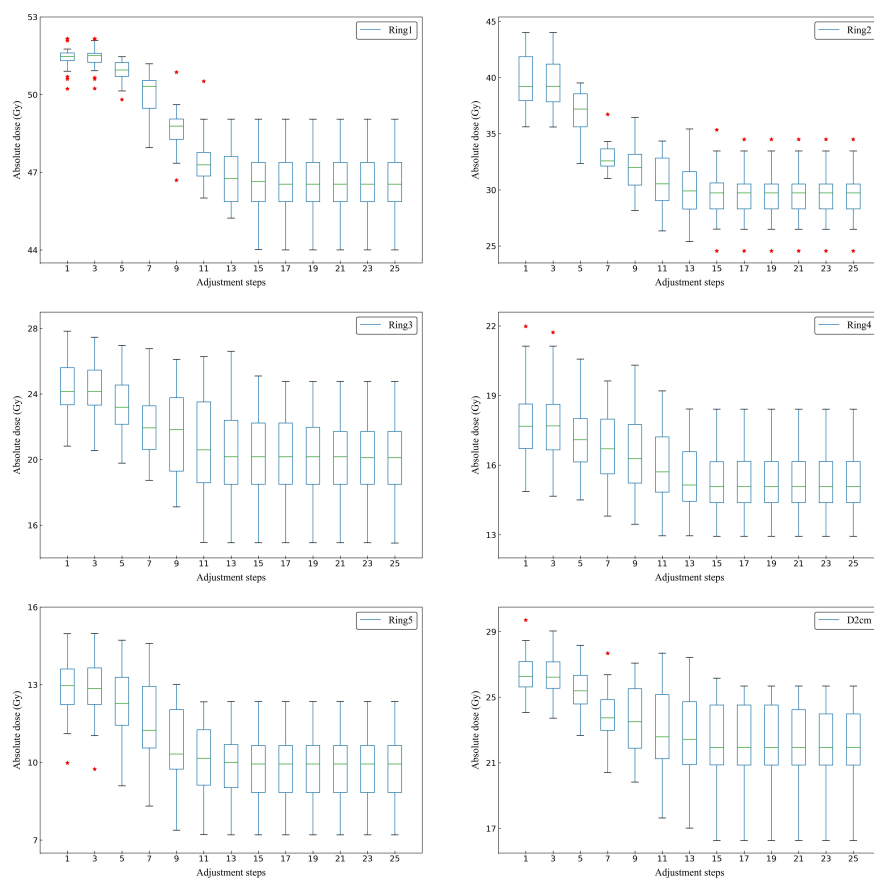 53
50
47
44
Absolute dose (Gy)
Ring1
1 3 5 7 9 11 13 15 17 19 21 23 25
Adjustment steps
45
40
35
30
25
Absolute dose (Gy)
Ring2
1 3 5 7 9 11 13 15 17 19 21 23 25
Adjustment steps
28
24
20
16
Absolute dose (Gy)
Ring3
1 3 5 7 9 11 13 15 17 19 21 23 25
Adjustment steps
22
19
16
13
Absolute dose (Gy)
Ring4
1 3 5 7 9 11 13 15 17 19 21 23 25
Adjustment steps
16
13
10
7
Absolute dose (Gy)
Ring5
1 3 5 7 9 11 13 15 17 19 21 23 25
Adjustment steps
29
25
21
17
Absolute dose (Gy)
D2cm
1 3 5 7 9 11 13 15 17 19 21 23 25
Adjustment steps